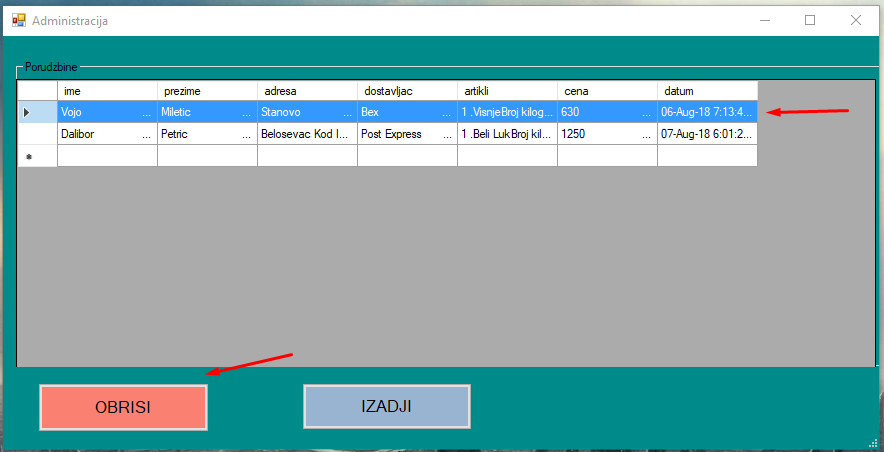 Administracija
Porudzbine
ime prezime adresa dostavljac artikli cena datum
Vojo ... Miletic ... Stanovo ... Bex ... 1 .VisnjeBroj kilog... 630 ... 06-Aug-18 7:13:4...
Dalibor ... Petric ... Belosevac Kod I... Post Express ... 1 .Beli LukBroj kil... 1250 ... 07-Aug-18 6:01:2...
OBRISI IZADJI